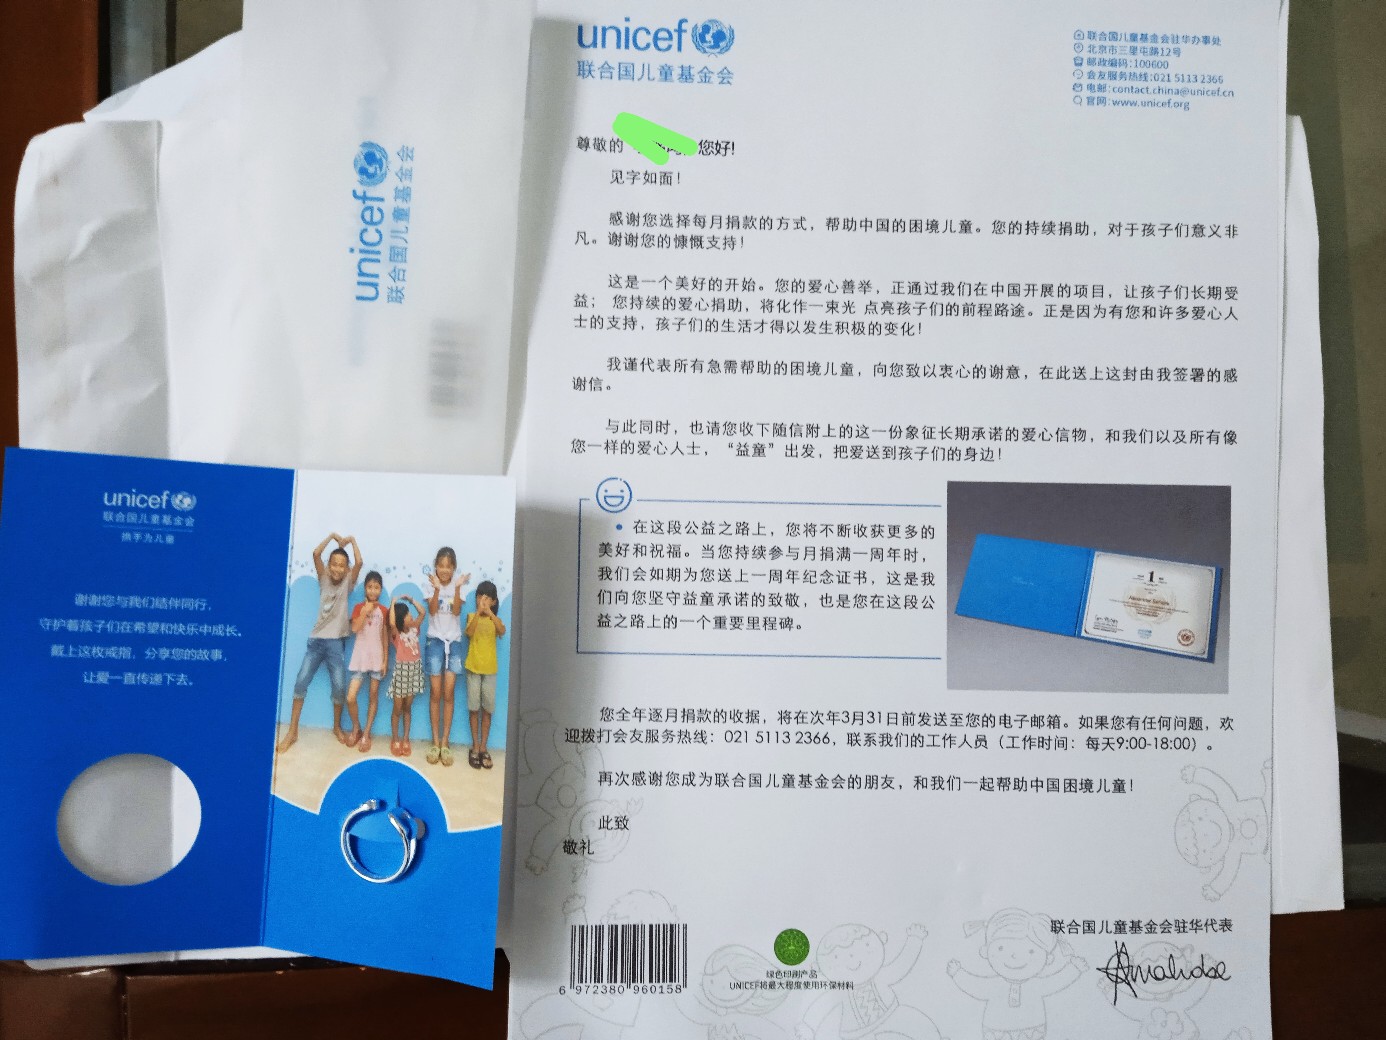 unicef
联合国儿童基金会
联合国儿童基金会驻华办事处
北京市三里屯路12号
邮政编码：100600
会友服务热线：021 5113 2366
电邮：contact.china@unicef.cn
官网：www.unicef.org
尊敬的
您好!
见字如面！
感谢您选择每月捐款的方式，帮助中国的困境儿童。您的持续捐助，对于孩子们意义非
凡。谢谢您的慷慨支持！
这是一个美好的开始。您的爱心善举，正通过我们在中国开展的项目，让孩子们长期受
益； 您持续的爱心捐助，将化作一束光 点亮孩子们的前程路途。正是因为有您和许多爱心人
士的支持，孩子们的生活才得以发生积极的变化！
我谨代表所有急需帮助的困境儿童，向您致以衷心的谢意，在此送上这封由我签署的感
谢信。
与此同时，也请您收下随信附上的这一份象征长期承诺的爱心信物，和我们以及所有像
您一样的爱心人士，“益童”出发，把爱送到孩子们的身边！
• 在这段公益之路上，您将不断收获更多的
美好和祝福。当您持续参与月捐满一周年时，
我们会如期为您送上一周年纪念证书，这是我
们向您坚守益童承诺的致敬，也是您在这段公
益之路上的一个重要里程碑。
1
您全年逐月捐款的收据，将在次年3月31日前发送至您的电子邮箱。如果您有任何问题，欢
迎拨打会友服务热线：021 5113 2366，联系我们的工作人员（工作时间：每天9:00-18:00）。
再次感谢您成为联合国儿童基金会的朋友，和我们一起帮助中国困境儿童！
此致
敬礼
联合国儿童基金会驻华代表
6 972380 960158
绿色印刷产品
UNICEF将最大程度使用环保材料
unicef
联合国儿童基金会
unicef
联合国儿童基金会
携手为儿童
谢谢您与我们结伴同行，
守护着孩子们在希望和快乐中成长。
戴上这枚戒指，分享您的故事，
让爱一直传递下去。